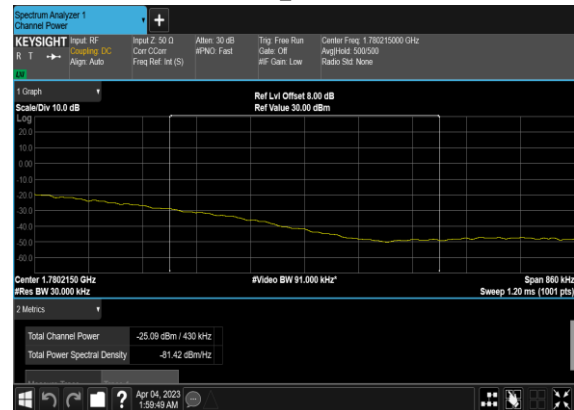 Spectrum Analyzer 1
Channel Power
KEYSIGHT
R T
LNI
Input: RF
Coupling: DC
Align: Auto
Input Z: 50 Ω
Corr CCorr
Freq Ref: Int (S)
Atten: 30 dB
#PNO: Fast
Trig: Free Run
Gate: Off
#IF Gain: Low
Center Freq: 1.780215000 GHz
Avg|Hold: 500/500
Radio Std: None
1 Graph
Scale/Div 10.0 dB
Ref Lvl Offset 8.00 dB
Ref Value 30.00 dBm
Log
20.0
10.0
0.00
-10.0
-20.0
-30.0
-40.0
-50.0
-60.0
Center 1.7802150 GHz
#Res BW 30.000 kHz
#Video BW 91.000 kHz*
Span 860 kHz
Sweep 1.20 ms (1001 pts)
2 Metrics
Total Channel Power -25.09 dBm / 430 kHz
Total Power Spectral Density -81.42 dBm/Hz
?
Apr 04, 2023
1:59:49 AM